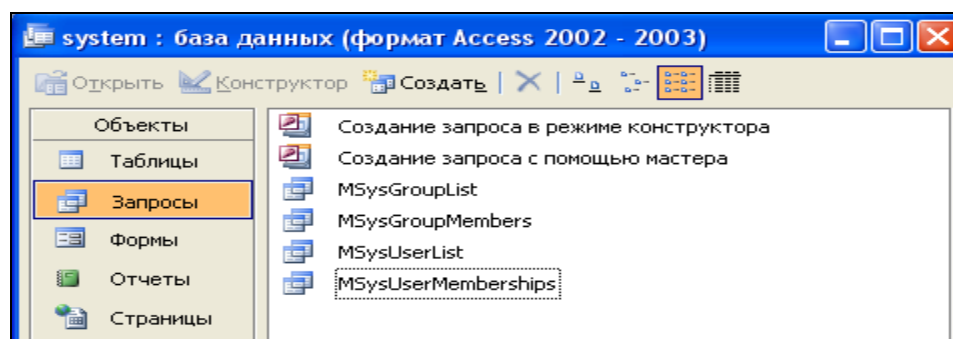 system : база данных (формат Access 2002 - 2003)
Открыть Конструктор Создать
Объекты
Таблицы
Запросы
Формы
Отчеты
Страницы
Создание запроса в режиме конструктора
Создание запроса с помощью мастера
MSysGroupList
MSysGroupMembers
MSysUserList
MSysUserMemberships